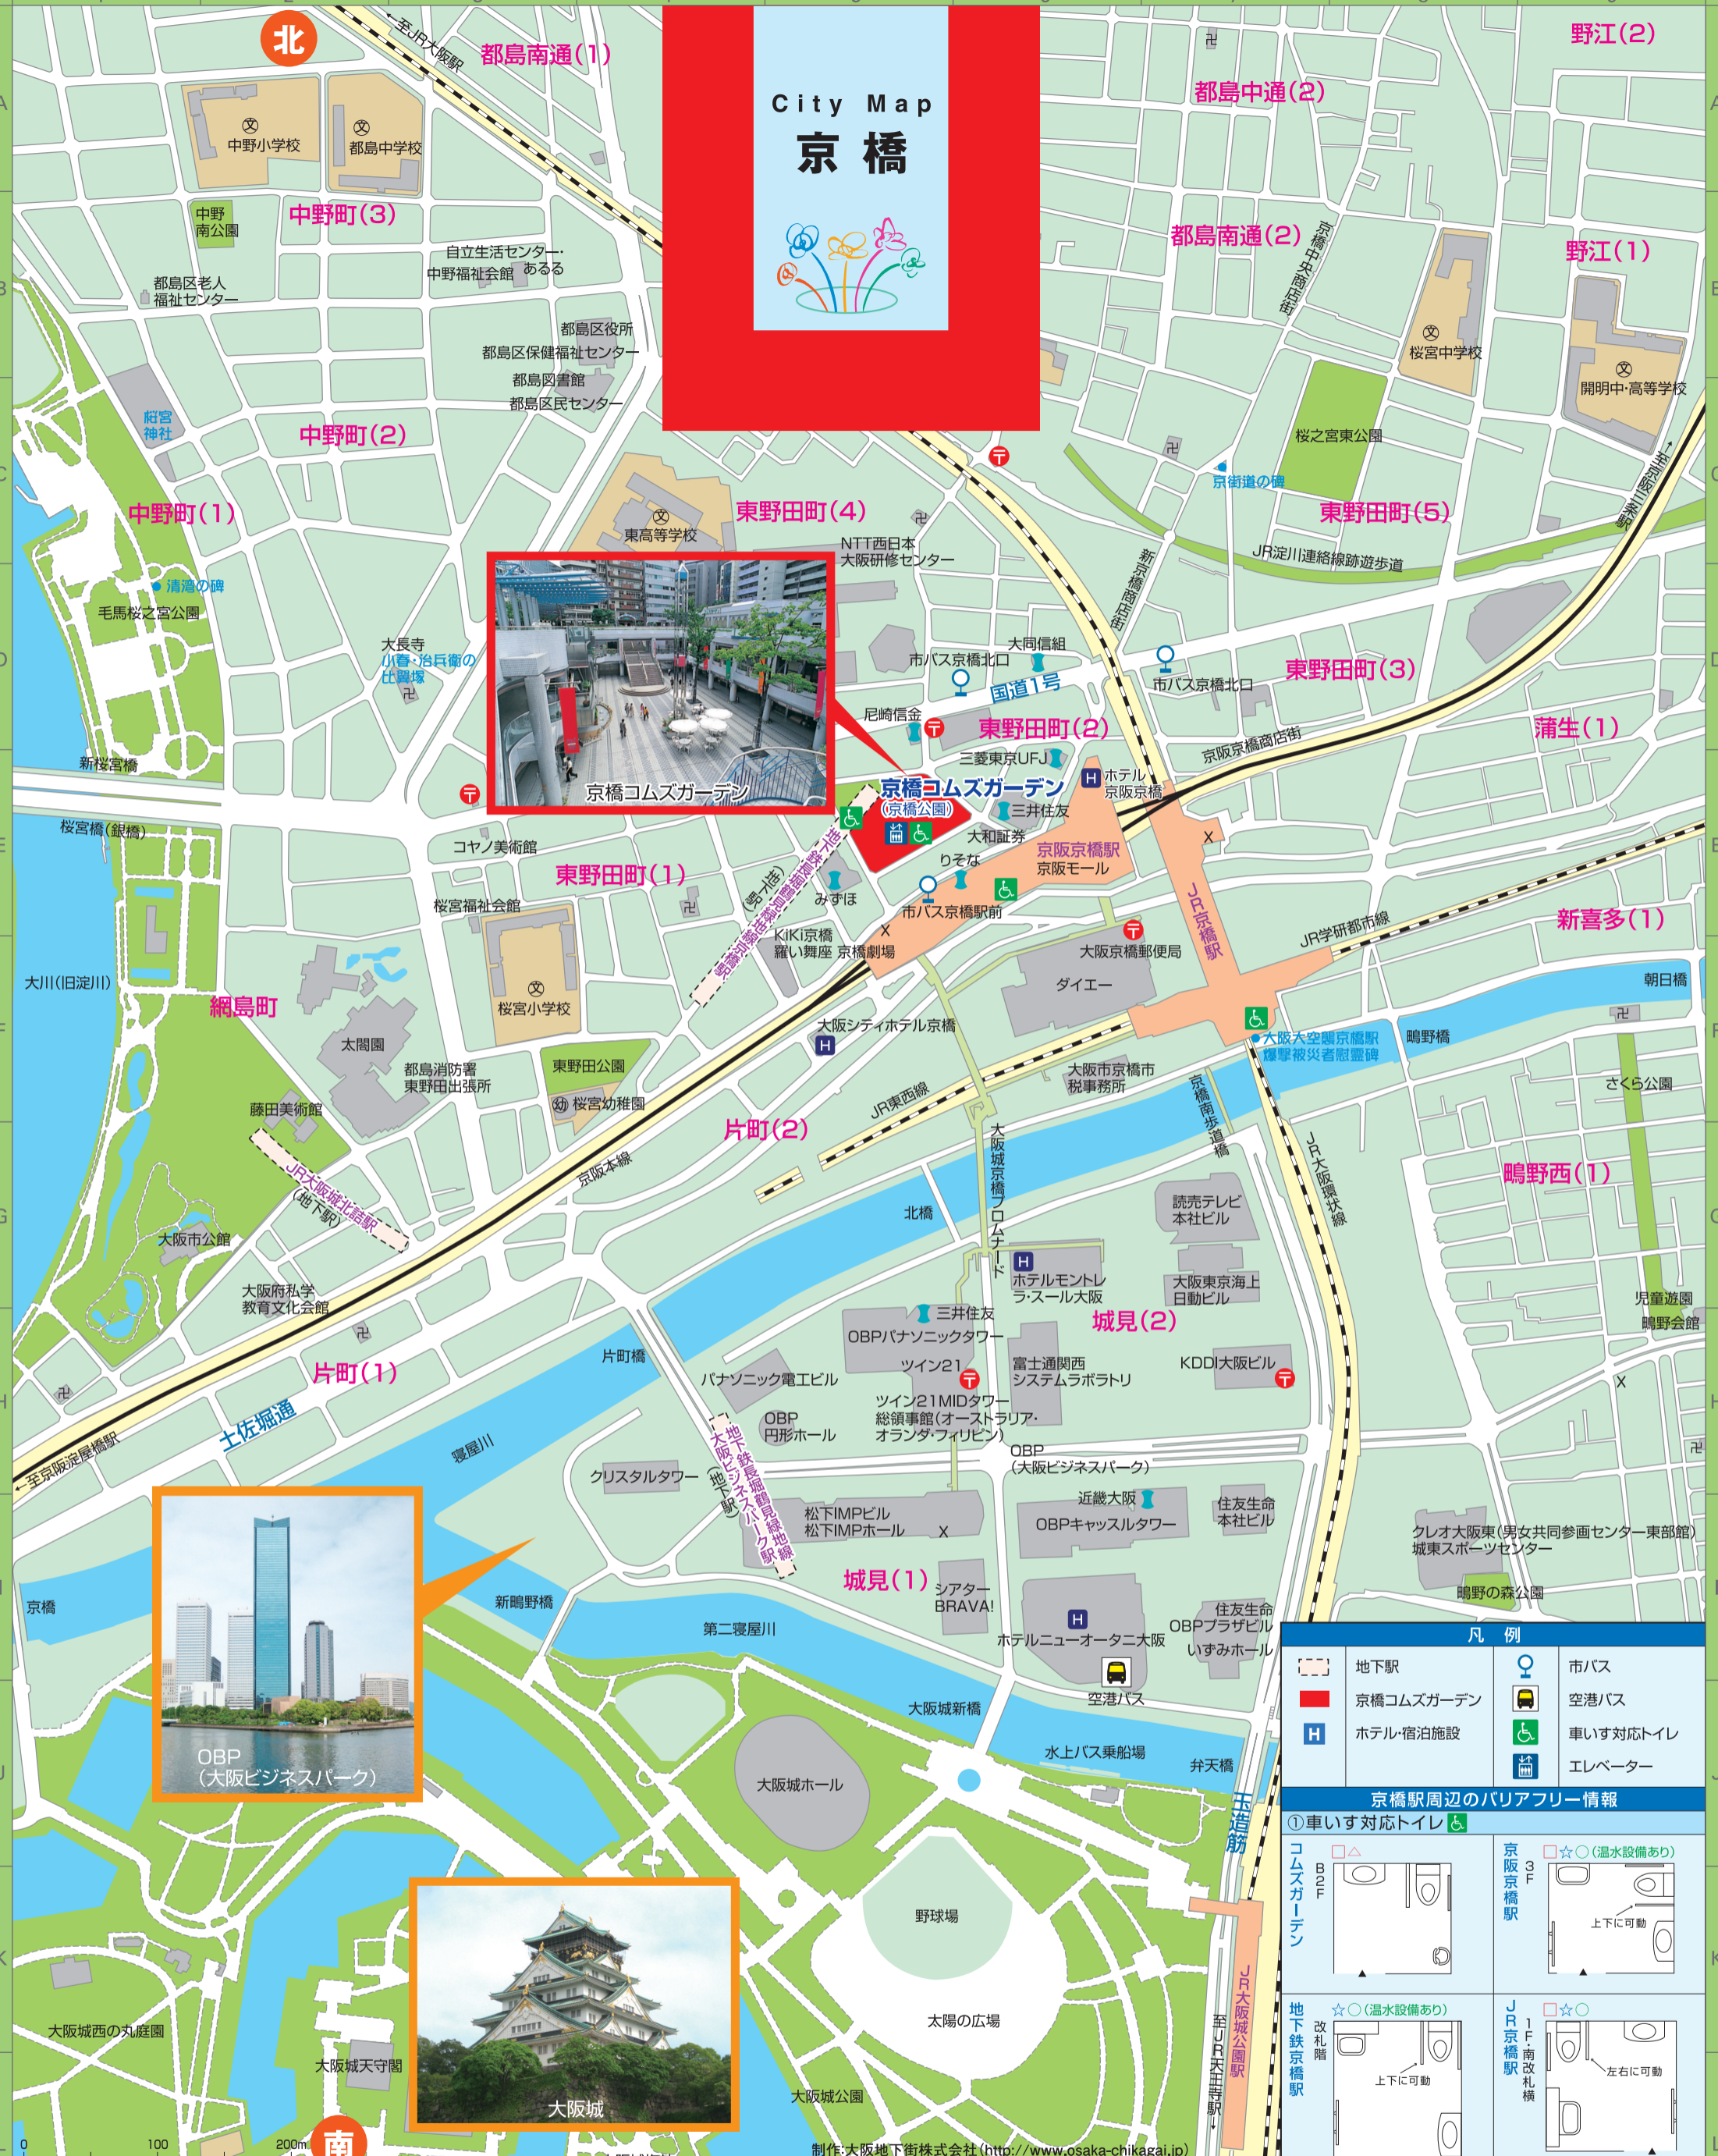 北
←至JR大阪駅
都島南通(1)
City Map
京橋
都島中通(2)
野江(2)
中野小学校
都島中学校
中野
南公園
中野町(3)
都島南通(2)
京橋中央商店街
野江(1)
自立生活センター・
あるる
中野福祉会館
都島区老人
福祉センター
都島区役所
都島区保健福祉センター
都島図書館
都島区民センター
桜宮中学校
開明中・高等学校
桜宮
神社
中野町(2)
桜之宮東公園
中野町(1)
東高等学校
東野田町(4)
京街道の碑
東野田町(5)
NTT西日本
大阪研修センター
JR淀川連絡線跡遊歩道
新京橋商店街
清湾の碑
毛馬桜之宮公園
大長寺
小春・治兵衛の
比翼塚
大同信組
市バス京橋北口
国道1号
市バス京橋北口
東野田町(3)
尼崎信金
東野田町(2)
京阪京橋商店街
蒲生(1)
新桜宮橋
三菱東京UFJ
京橋コムズガーデン
京橋コムズガーデン
(京橋公園)
ホテル
京阪京橋
三井住友
大和証券
桜宮橋(銀橋)
コヤノ美術館
東野田町(1)
地下鉄長堀鶴見緑地線京橋駅
(地下駅)
りそな
みずほ
京阪京橋駅
京阪モール
桜宮福祉会館
市バス京橋駅前
JR京橋駅
JR学研都市線
新喜多(1)
KiKi京橋
羅い舞座 京橋劇場
大阪京橋郵便局
ダイエー
朝日橋
大川(旧淀川)
網島町
桜宮小学校
太閤園
大阪シティホテル京橋
大阪大空襲京橋駅
爆撃被災者慰霊碑
鴫野橋
都島消防署
東野田出張所
東野田公園
幼 桜宮幼稚園
大阪市京橋市
税事務所
さくら公園
藤田美術館
JR東西線
京橋南歩道橋
片町(2)
JR大阪城北詰駅
(地下駅)
京阪本線
大阪城京橋プロムナード
JR大阪環状線
鴫野西(1)
北橋
読売テレビ
本社ビル
大阪市公館
大阪府私学
教育文化会館
ホテルモントレ
ラ・スール大阪
大阪東京海上
日動ビル
児童遊園
鴫野会館
三井住友
OBPパナソニックタワー
城見(2)
片町橋
ツイン21
富士通関西
システムラボラトリ
KDDI大阪ビル
片町(1)
パナソニック電工ビル
ツイン21MIDタワー
総領事館(オーストラリア・
オランダ・フィリピン)
土佐堀通
OBP
円形ホール
←至京阪淀屋橋駅
寝屋川
OBP
(大阪ビジネスパーク)
クリスタルタワー
地下鉄長堀鶴見緑地線
大阪ビジネスパーク駅
(地下駅)
近畿大阪
OBPキャッスルタワー
住友生命
本社ビル
松下IMPビル
松下IMPホール
クレオ大阪東(男女共同参画センター東部館)
城東スポーツセンター
城見(1)
シアター
BRAVA!
鴫野の森公園
京橋
新鴫野橋
第二寝屋川
ホテルニューオータニ大阪
住友生命
OBPプラザビル
いずみホール
空港バス
大阪城新橋
水上バス乗船場
弁天橋
OBP
(大阪ビジネスパーク)
大阪城ホール
玉造筋
凡 例
地下駅
市バス
京橋コムズガーデン
空港バス
ホテル・宿泊施設
車いす対応トイレ
エレベーター
京橋駅周辺のバリアフリー情報
①車いす対応トイレ
コムズガーデン
B2F
□△
京阪京橋駅
3F
□☆○(温水設備あり)
上下に可動
地下鉄京橋駅
改札階
☆○(温水設備あり)
上下に可動
JR京橋駅
1F・南改札横
□☆○
左右に可動
野球場
太陽の広場
JR大阪城公園駅
至JR天王寺駅→
大阪城西の丸庭園
大阪城天守閣
大阪城
大阪城公園
0 100 200m
南
制作:大阪地下街株式会社(http://www.osaka-chikagai.jp)